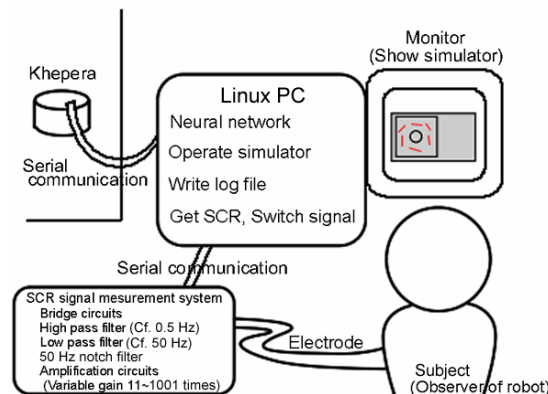 Khepera
Serial
communication
Linux PC
Neural network
Operate simulator
Write log file
Get SCR, Switch signal
Monitor
(Show simulator)
Serial communication
SCR signal mesurement system
Bridge circuits
High pass filter (Cf. 0.5 Hz)
Low pass filter (Cf. 50 Hz)
50 Hz notch filter
Amplification circuits
(Variable gain 11~1001 times)
Electrode
Subject
(Observer of robot)